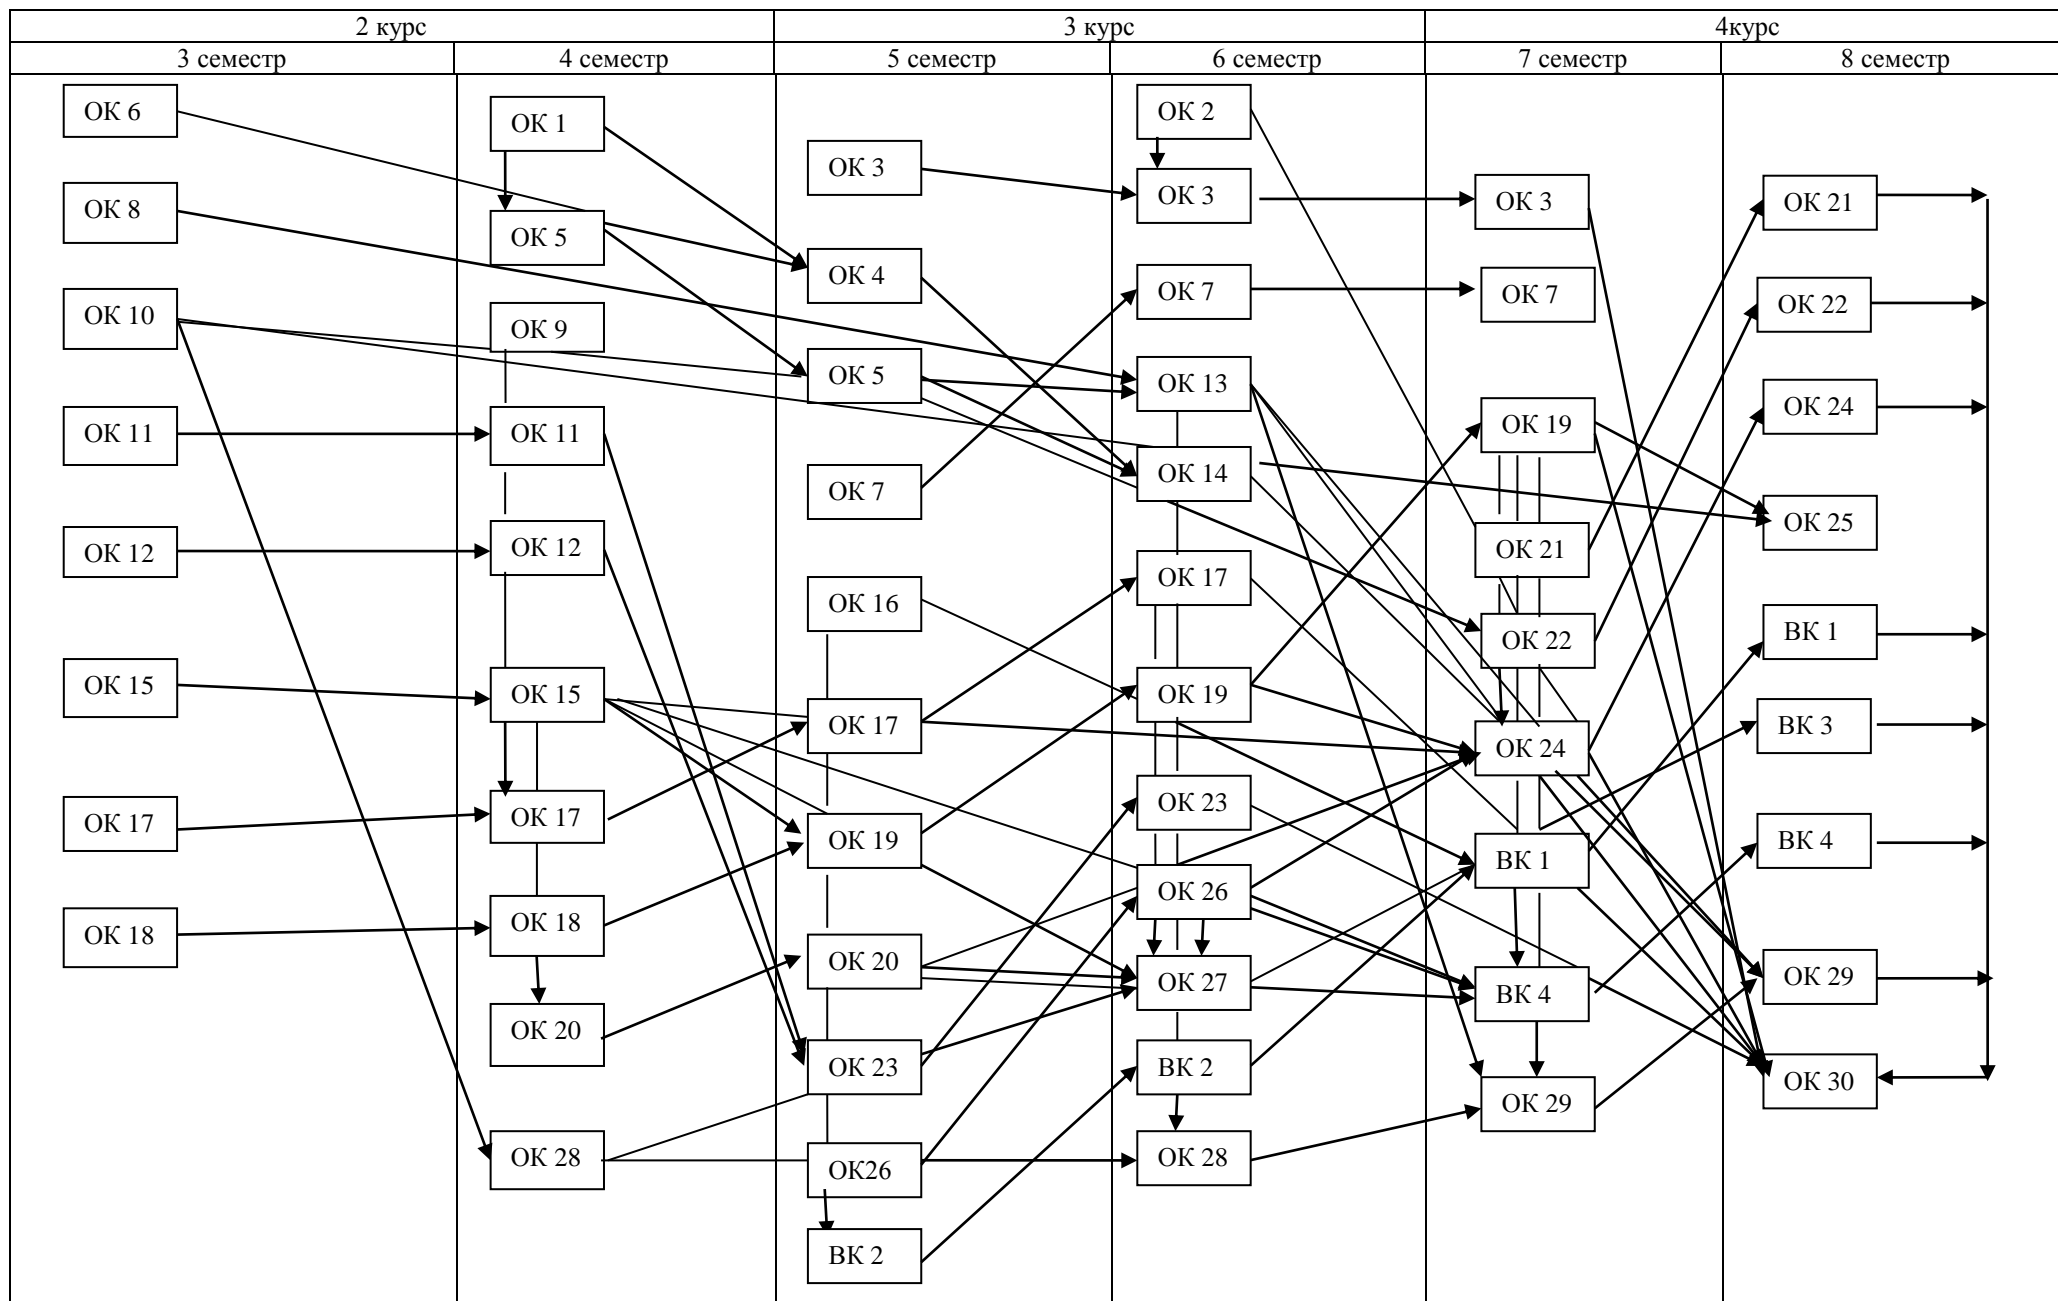 2 курс
3 курс
4курс
3 семестр
4 семестр
5 семестр
6 семестр
7 семестр
8 семестр
ОК 6
ОК 8
ОК 10
ОК 11
ОК 12
ОК 15
ОК 17
ОК 18
ОК 1
ОК 5
ОК 9
ОК 11
ОК 12
ОК 15
ОК 17
ОК 18
ОК 20
ОК 28
ОК 3
ОК 4
ОК 5
ОК 7
ОК 16
ОК 17
ОК 19
ОК 20
ОК 23
ОК26
ВК 2
ОК 2
ОК 3
ОК 7
ОК 13
ОК 14
ОК 17
ОК 19
ОК 23
ОК 26
ОК 27
ВК 2
ОК 28
ОК 3
ОК 7
ОК 19
ОК 21
ОК 22
ОК 24
ВК 1
ВК 4
ОК 29
ОК 21
ОК 22
ОК 24
ОК 25
ВК 1
ВК 3
ВК 4
ОК 29
ОК 30